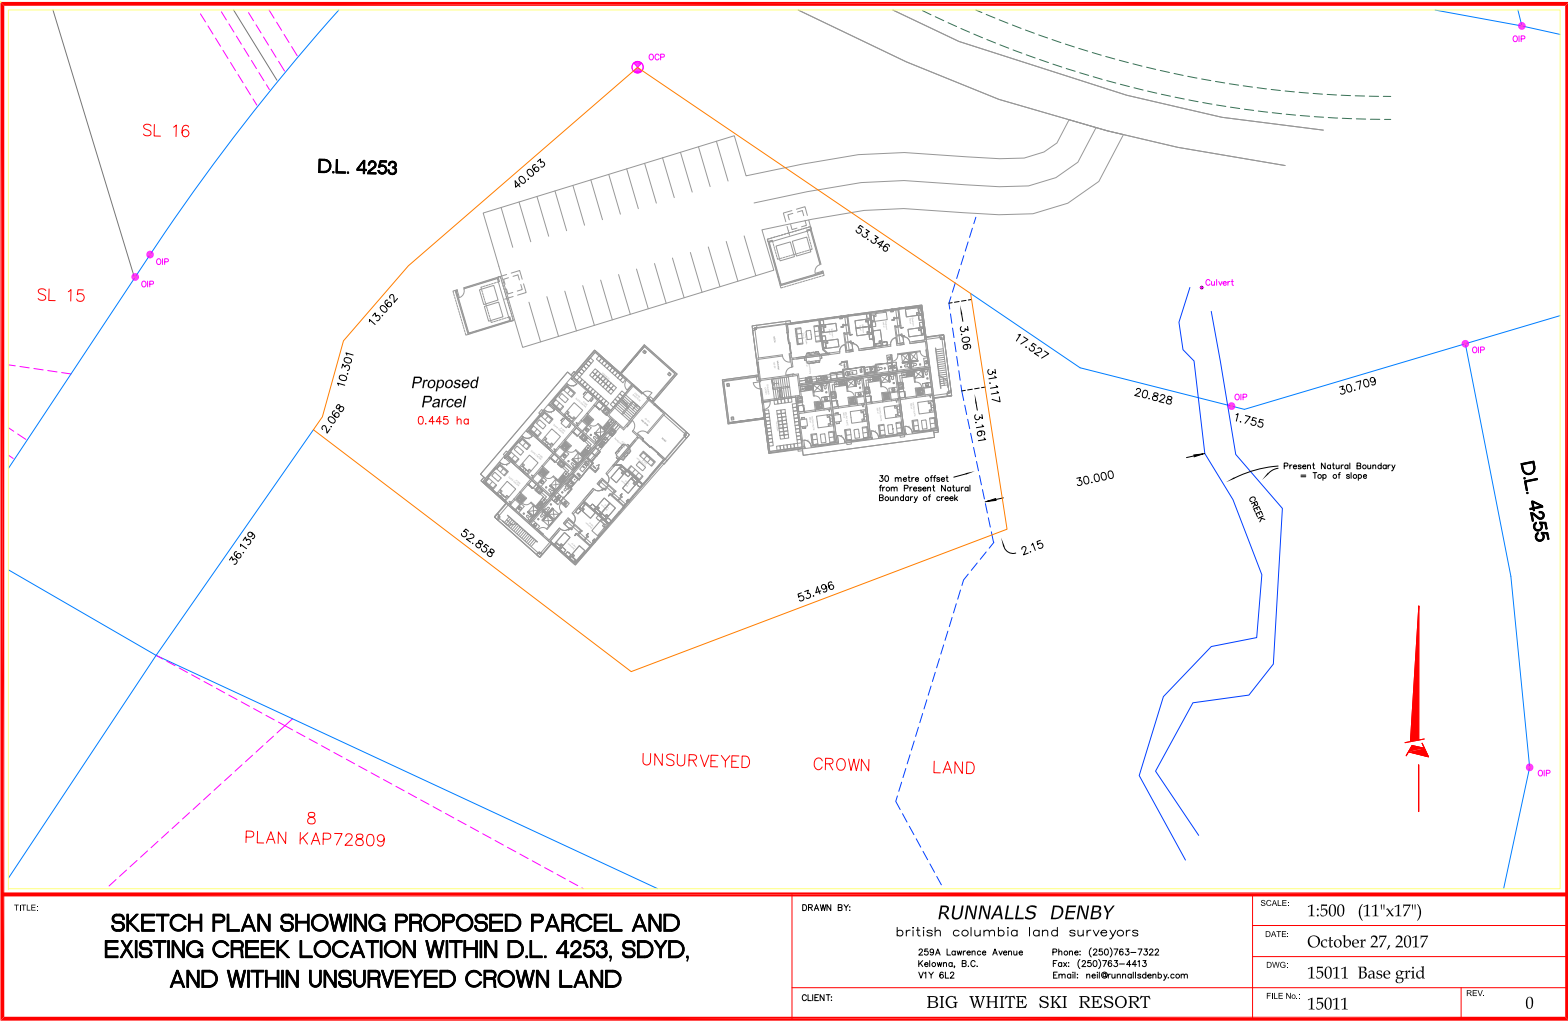 OCP
OIP
SL 16
D.L. 4253
40.063
53.346
OIP
OIP
SL 15
Culvert
13.062
3.06
17.527
10.301
31.117
OIP
Proposed
Parcel
0.445 ha
30.709
20.828
OIP
1.755
2.068
3.161
30 metre offset
from Present Natural
Boundary of creek
30.000
Present Natural Boundary
= Top of slope
CREEK
D.L. 4255
36.139
52.858
2.15
53.496
UNSURVEYED CROWN LAND
OIP
8
PLAN KAP72809
TITLE:
SKETCH PLAN SHOWING PROPOSED PARCEL AND
EXISTING CREEK LOCATION WITHIN D.L. 4253, SDYD,
AND WITHIN UNSURVEYED CROWN LAND
DRAWN BY:
RUNNALLS DENBY
british columbia land surveyors
259A Lawrence Avenue
Kelowna, B.C.
V1Y 6L2
Phone: (250)763-7322
Fax: (250)763-4413
Email: neil@runnallsdenby.com
CLIENT:
BIG WHITE SKI RESORT
SCALE:
1:500 (11"x17")
DATE:
October 27, 2017
DWG:
15011 Base grid
FILE No.:
15011
REV.
0